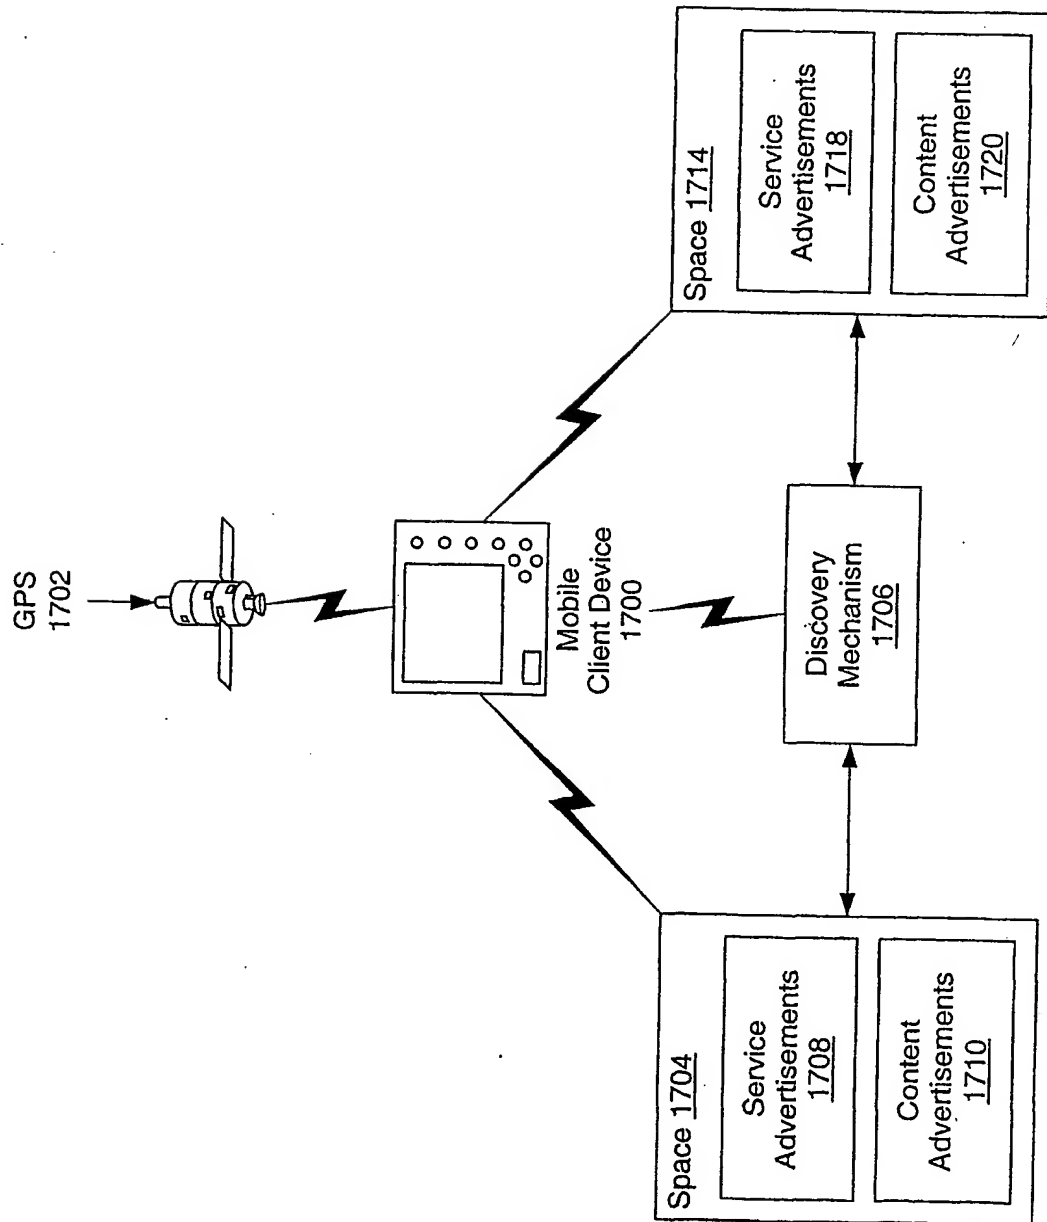 GPS
1702
Mobile
Client Device
1700
Space 1704
Service
Advertisements
1708
Content
Advertisements
1710
Discovery
Mechanism
1706
Space 1714
Service
Advertisements
1718
Content
Advertisements
1720